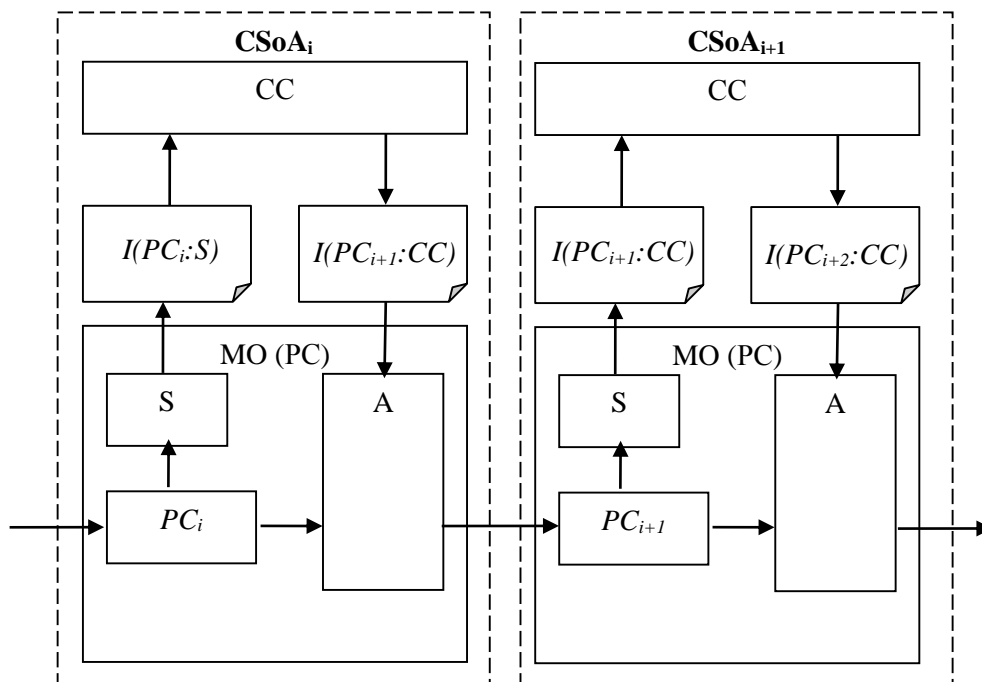 CSoAi
CC
I(PCi:S)
I(PCi+1:CC)
MO (PC)
S
A
PCi
CSoAi+1
CC
I(PCi+1:CC)
I(PCi+2:CC)
MO (PC)
S
A
PCi+1